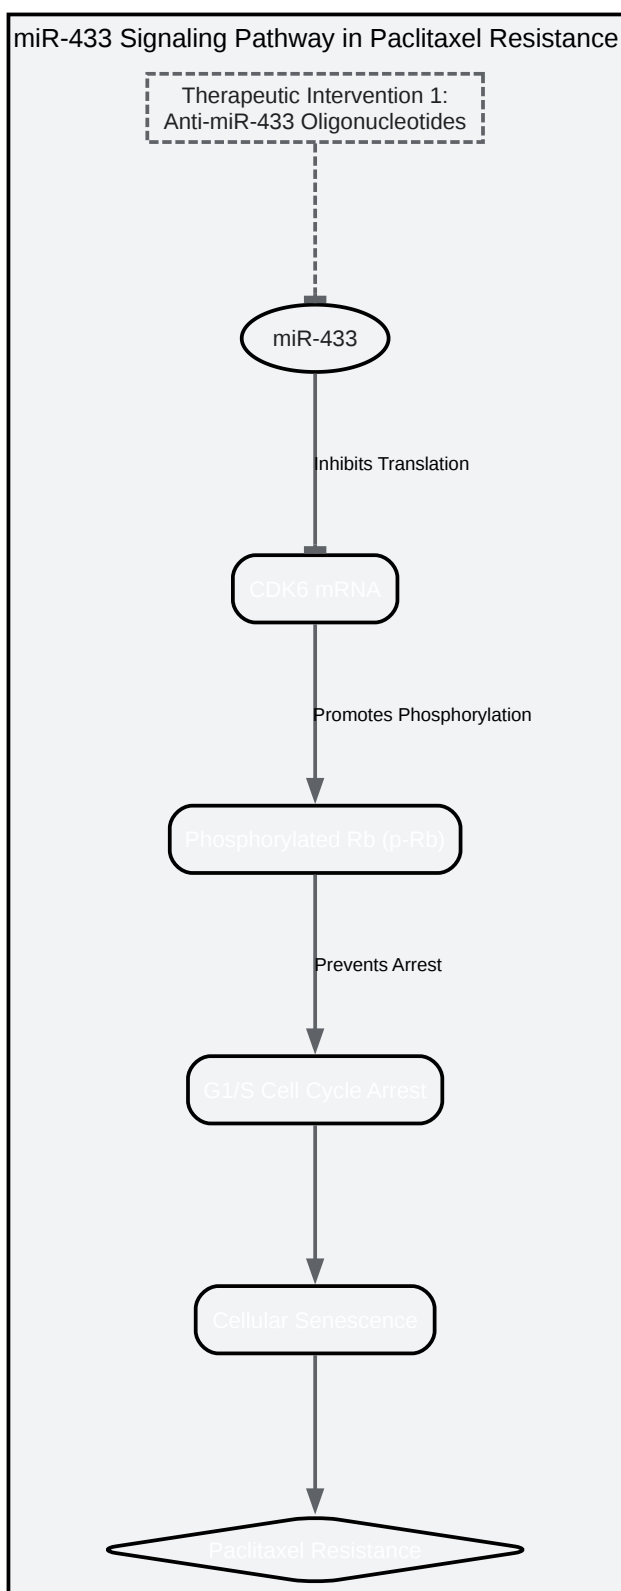 miR-433 Signaling Pathway in Paclitaxel Resistance
Therapeutic Intervention 1:
Anti-miR-433 Oligonucleotides
miR-433
Inhibits Translation
CDK6 mRNA
Promotes Phosphorylation
Phosphorylated Rb (p-Rb)
Prevents Arrest
G1/S Cell Cycle Arrest
Cellular Senescence
Paclitaxel Resistance